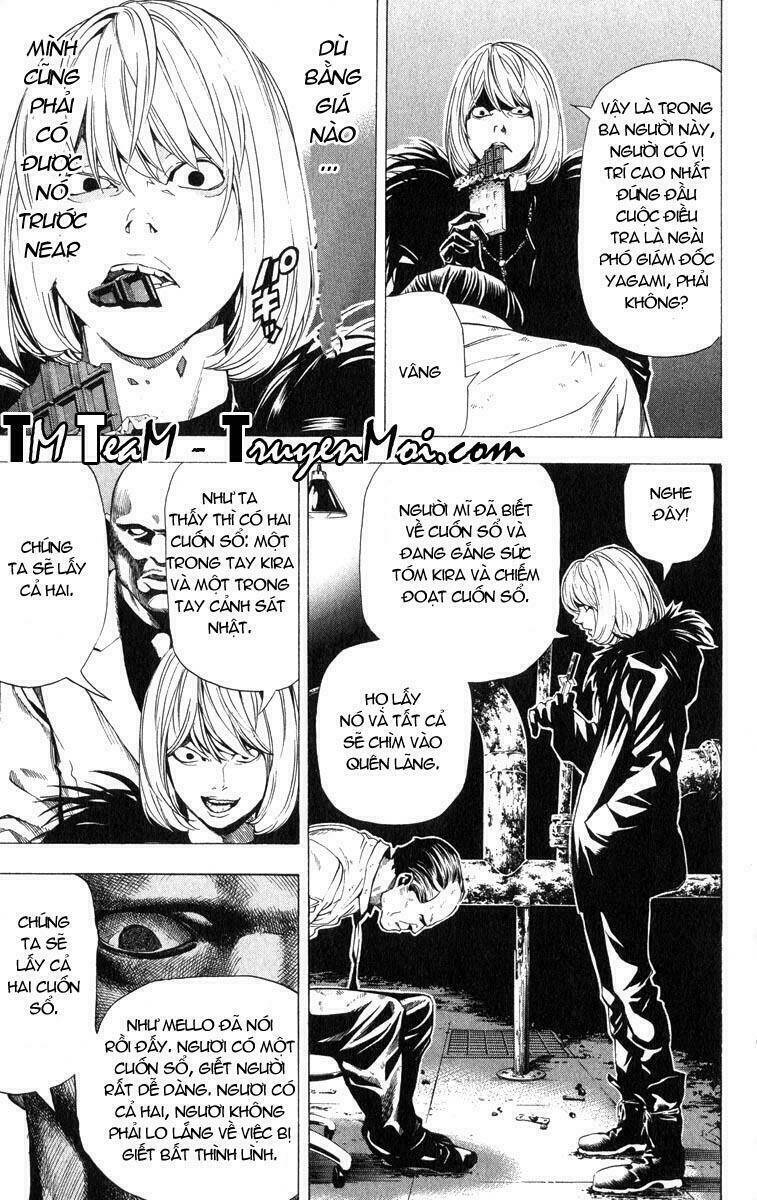 VẬY LÀ TRONG
BA NGƯỜI NÀY,
NGƯỜI CÓ VỊ
TRÍ CAO NHẤT
ĐÚNG ĐẦU
CUỘC ĐIỀU
TRA LÀ NGÀI
PHÓ GIÁM ĐỐC
YAGAMI, PHẢI
KHÔNG?
VÂNG
DÙ
BẰNG
GIÁ
NÀO
...
MÌNH
CŨNG
PHẢI
CÓ
ĐƯỢC
NÓ
TRƯỚC
NEAR
パキッ
TM TEAM - TRUYENMOI.COM
NGHE
ĐÂY!
NGƯỜI MĨ ĐÃ BIẾT
VỀ CUỐN SỔ VÀ
ĐANG GẮNG SỨC
TÓM KIRA VÀ CHIẾM
ĐOẠT CUỐN SỔ.
HỌ LẤY
NÓ VÀ TẤT CẢ
SẼ CHÌM VÀO
QUÊN LÃNG.
NHƯ TA
THẤY THÌ CÓ HAI
CUỐN SỔ: MỘT
TRONG TAY KIRA
VÀ MỘT TRONG
TAY CẢNH SÁT
NHẬT.
CHÚNG
TA SẼ LẤY
CẢ HAI.
CHÚNG
TA SẼ
LẤY CẢ
HAI CUỐN
SỔ.
NHƯ MELLO ĐÃ NÓI
RỒI ĐẤY. NGƯƠI CÓ MỘT
CUỐN SỔ, GIẾT NGƯỜI
RẤT DỄ DÀNG. NGƯƠI CÓ
CẢ HAI, NGƯƠI KHÔNG
PHẢI LO LẮNG VỀ VIỆC BỊ
GIẾT BẤT THÌNH LÌNH.